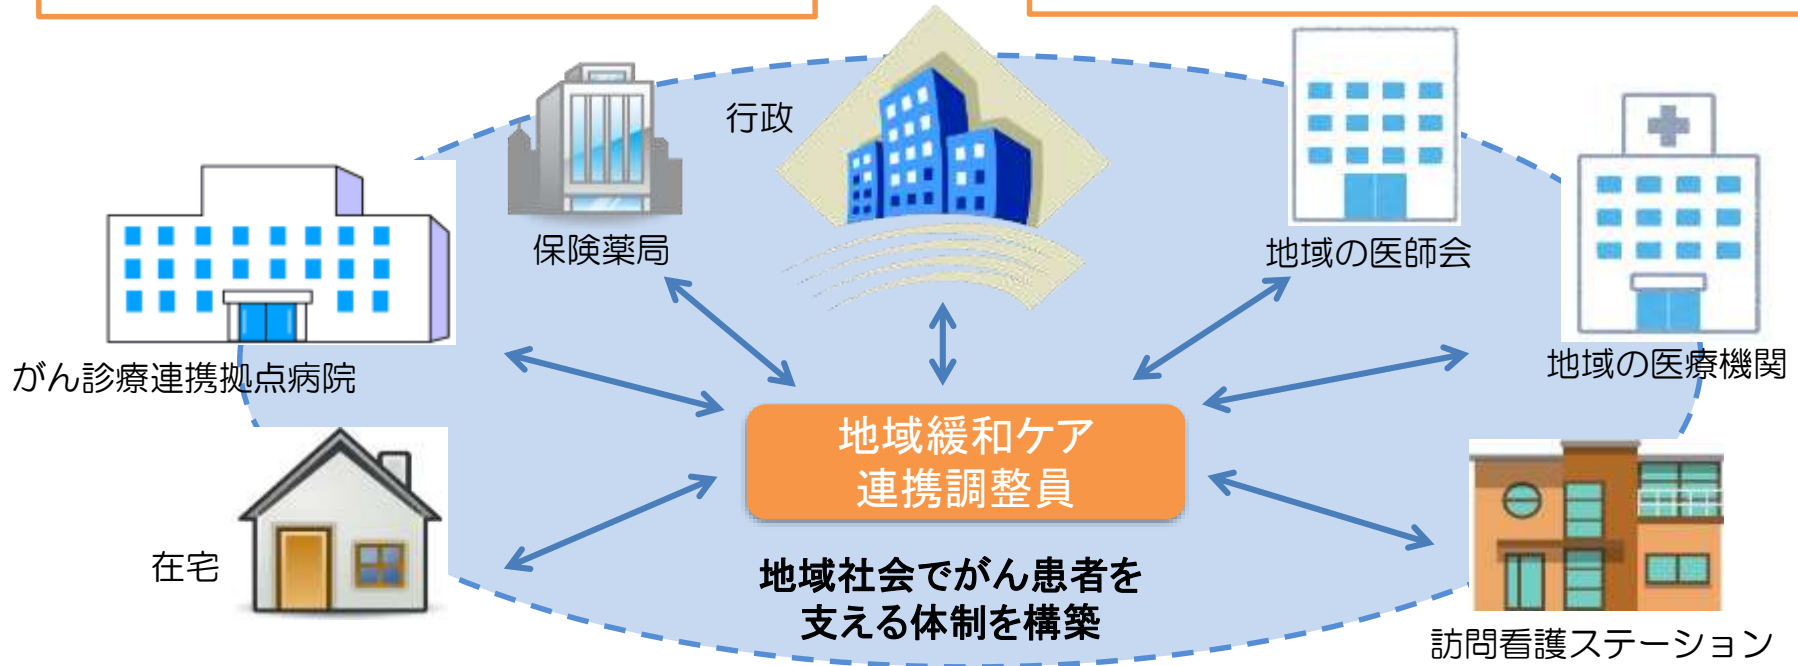 行政
保険薬局
地域の医師会
がん診療連携拠点病院
地域の医療機関
地域緩和ケア
連携調整員
在宅
地域社会でがん患者を
支える体制を構築
訪問看護ステーション